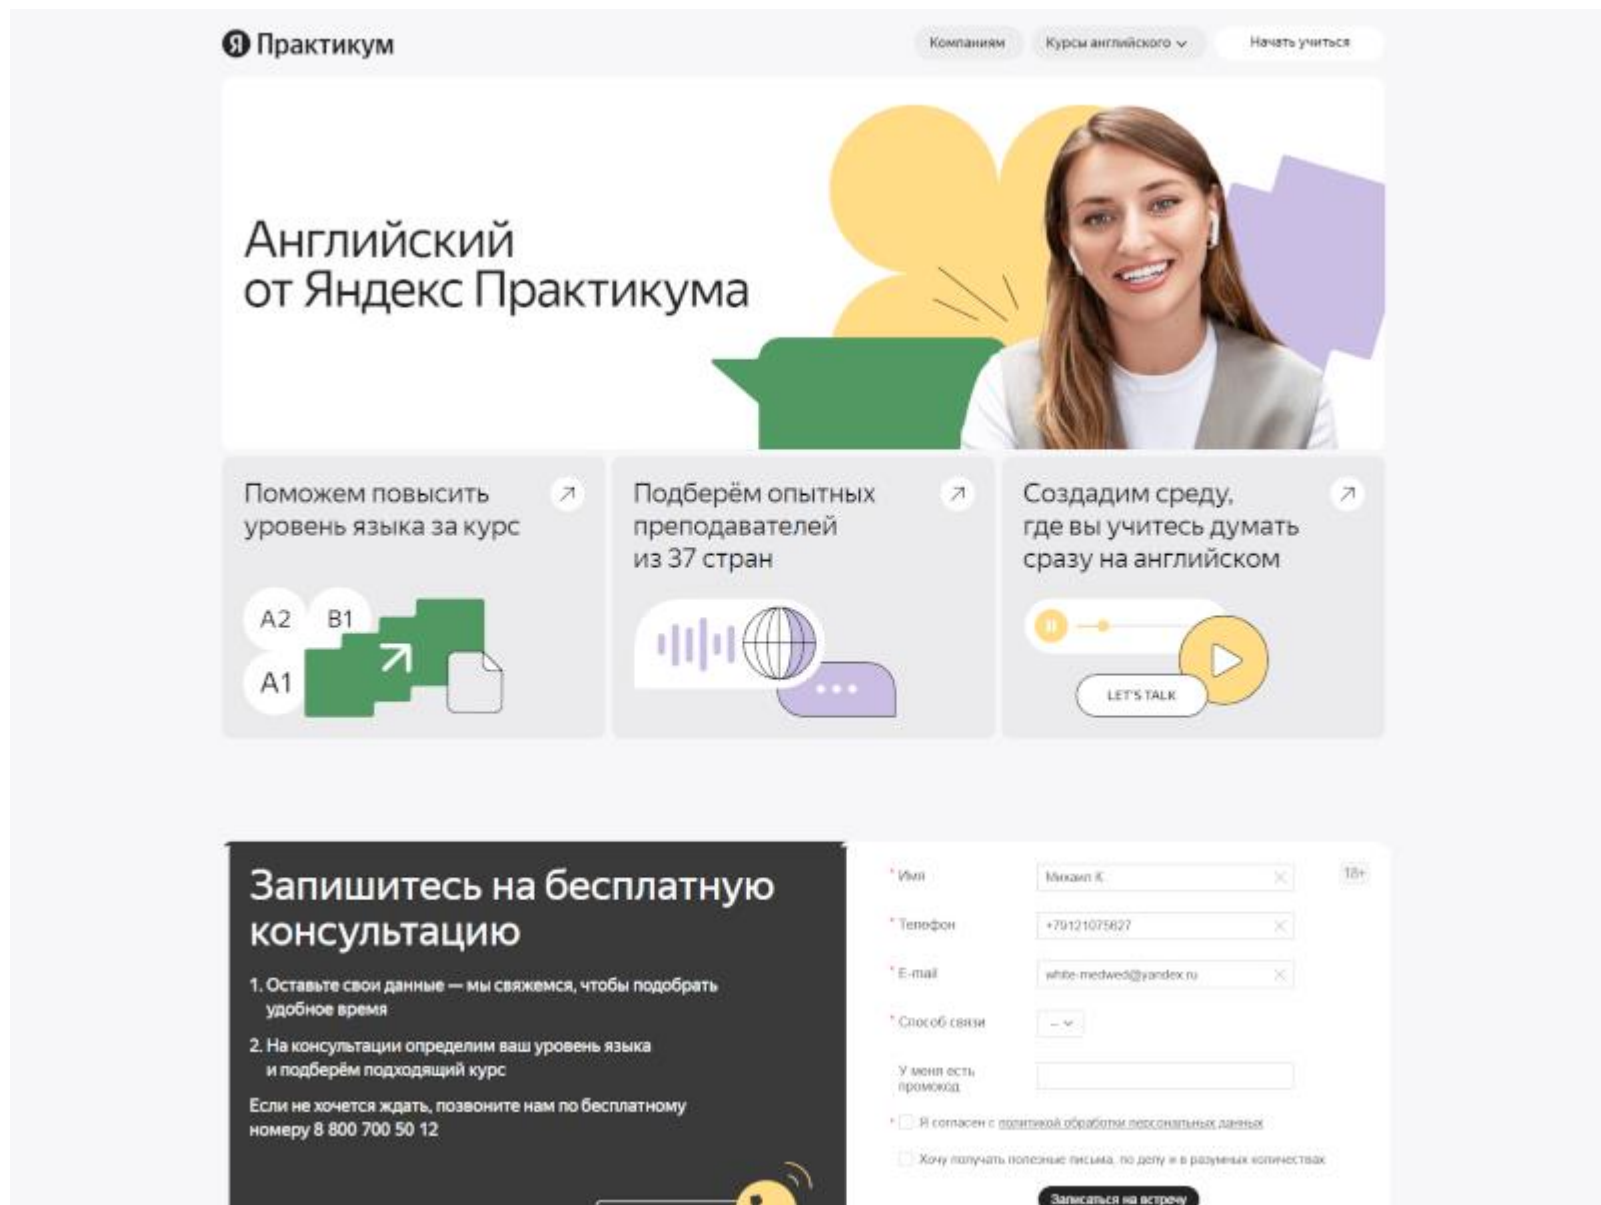 Я Практикум
Компаниям
Курсы английского
Начать учиться
Английский
от Яндекс Практикума
Поможем повысить
уровень языка за курс
A2
B1
A1
Подберём опытных
преподавателей
из 37 стран
Создадим среду,
где вы учитесь думать
сразу на английском
LET'S TALK
Запишитесь на бесплатную
консультацию
1. Оставьте свои данные — мы свяжемся, чтобы подобрать
удобное время
2. На консультации определим ваш уровень языка
и подберём подходящий курс
Если не хочется ждать, позвоните нам по бесплатному
номеру 8 800 700 50 12
* Имя
Михаил К.
18+
* Телефон
+79121075627
* E-mail
white-medwed@yandex.ru
* Способ связи
--
У меня есть
промокод
* Я согласен с политикой обработки персональных данных
Хочу получать полезные письма, по делу и в разумных количествах
Записаться на встречу